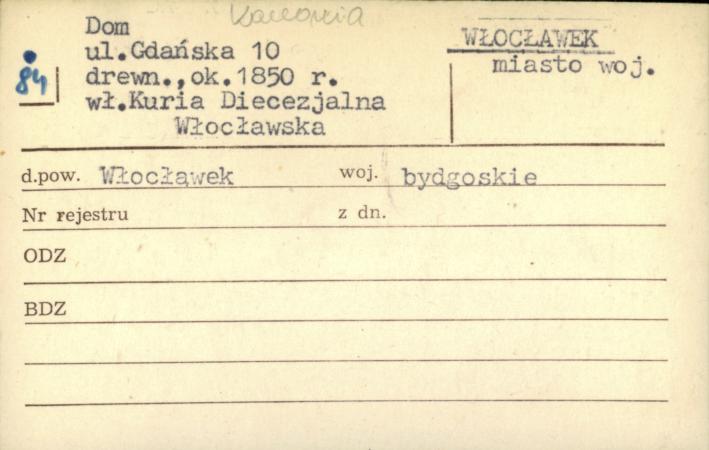 Kanonia
Dom
ul.Gdańska 10
84
drewn.,ok.1850 r.
wł.Kuria Diecezjalna
Włocławska
WŁOCŁAWEK
miasto woj.
d.pow. Włocławek woj. bydgoskie
Nr rejestru z dn.
ODZ
BDZ